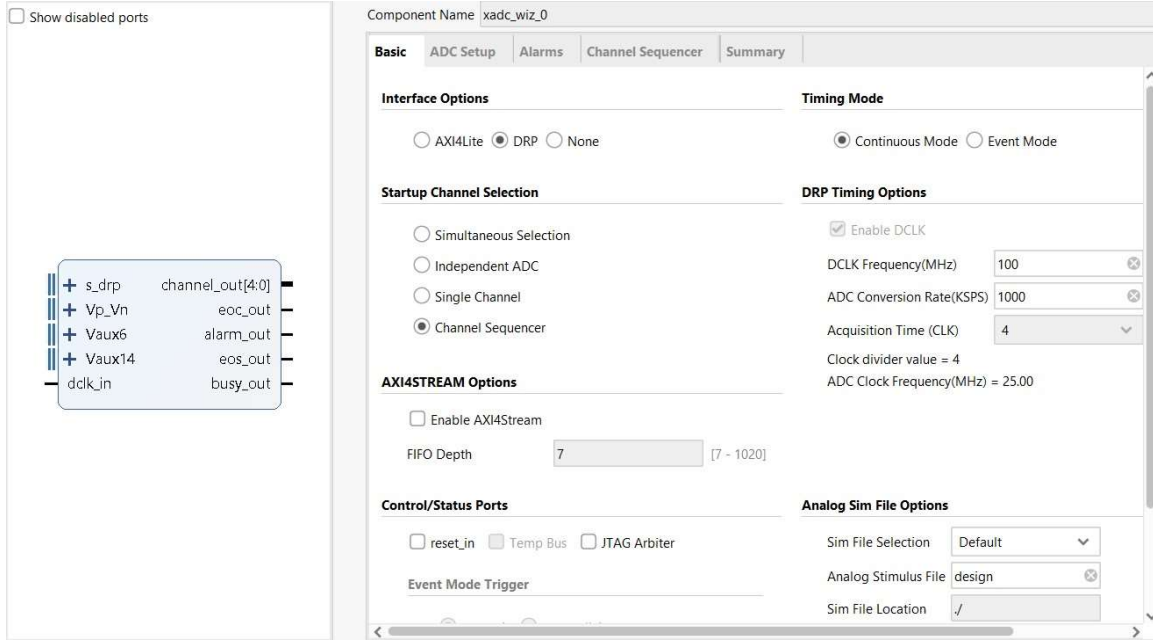 Show disabled ports
s_drp channel_out[4:0]
Vp_Vn eoc_out
Vaux6 alarm_out
Vaux14 eos_out
dclk_in busy_out
Component Name xadc_wiz_0
Basic ADC Setup Alarms Channel Sequencer Summary
Interface Options
AXI4Lite DRP None
Startup Channel Selection
Simultaneous Selection
Independent ADC
Single Channel
Channel Sequencer
AXI4STREAM Options
Enable AXI4Stream
FIFO Depth 7 [7 - 1020]
Control/Status Ports
reset_in Temp Bus JTAG Arbiter
Event Mode Trigger
Timing Mode
Continuous Mode Event Mode
DRP Timing Options
Enable DCLK
DCLK Frequency(MHz) 100
ADC Conversion Rate(KSPS) 1000
Acquisition Time (CLK) 4
Clock divider value = 4
ADC Clock Frequency(MHz) = 25.00
Analog Sim File Options
Sim File Selection Default
Analog Stimulus File design
Sim File Location ./